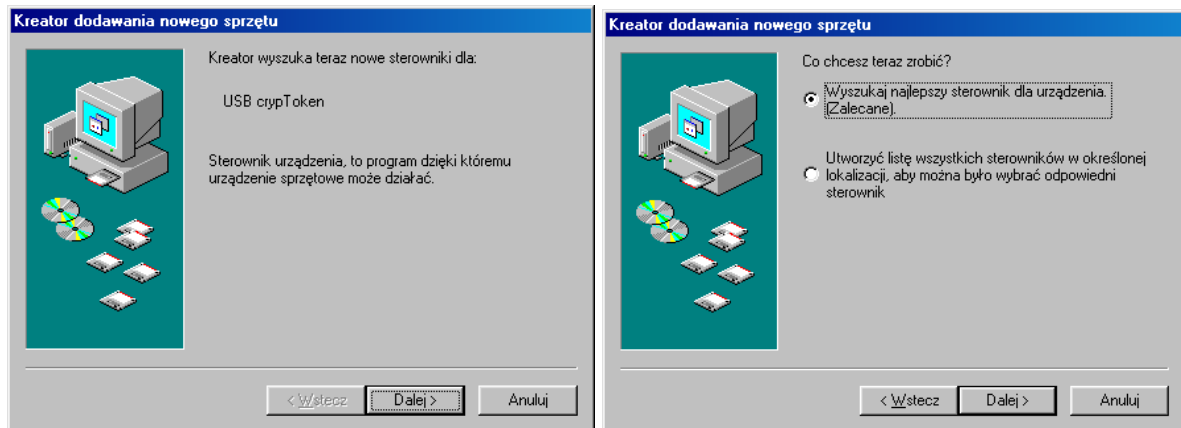 Kreator dodawania nowego sprzętu
Kreator wyszuka teraz nowe sterowniki dla:
USB crypToken
Sterownik urządzenia, to program dzięki któremu
urządzenie sprzętowe może działać.
< Wstecz
Dalej >
Anuluj
Kreator dodawania nowego sprzętu
Co chcesz teraz zrobić?
Wyszukaj najlepszy sterownik dla urządzenia.
(Zalecane).
Utworzyć listę wszystkich sterowników w określonej
lokalizacji, aby można było wybrać odpowiedni
sterownik
< Wstecz
Dalej >
Anuluj